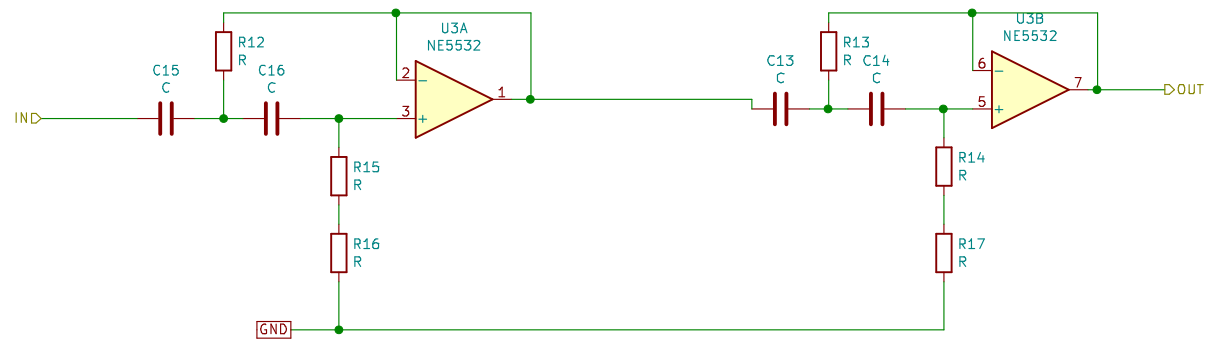 U3A
NE5532
U3B
NE5532
R12
R
R13
R
C15
C
C16
C
C13
C
C14
C
2
−
1
3
+
6
−
7
5
+
IN
OUT
R15
R
R14
R
R16
R
R17
R
GND